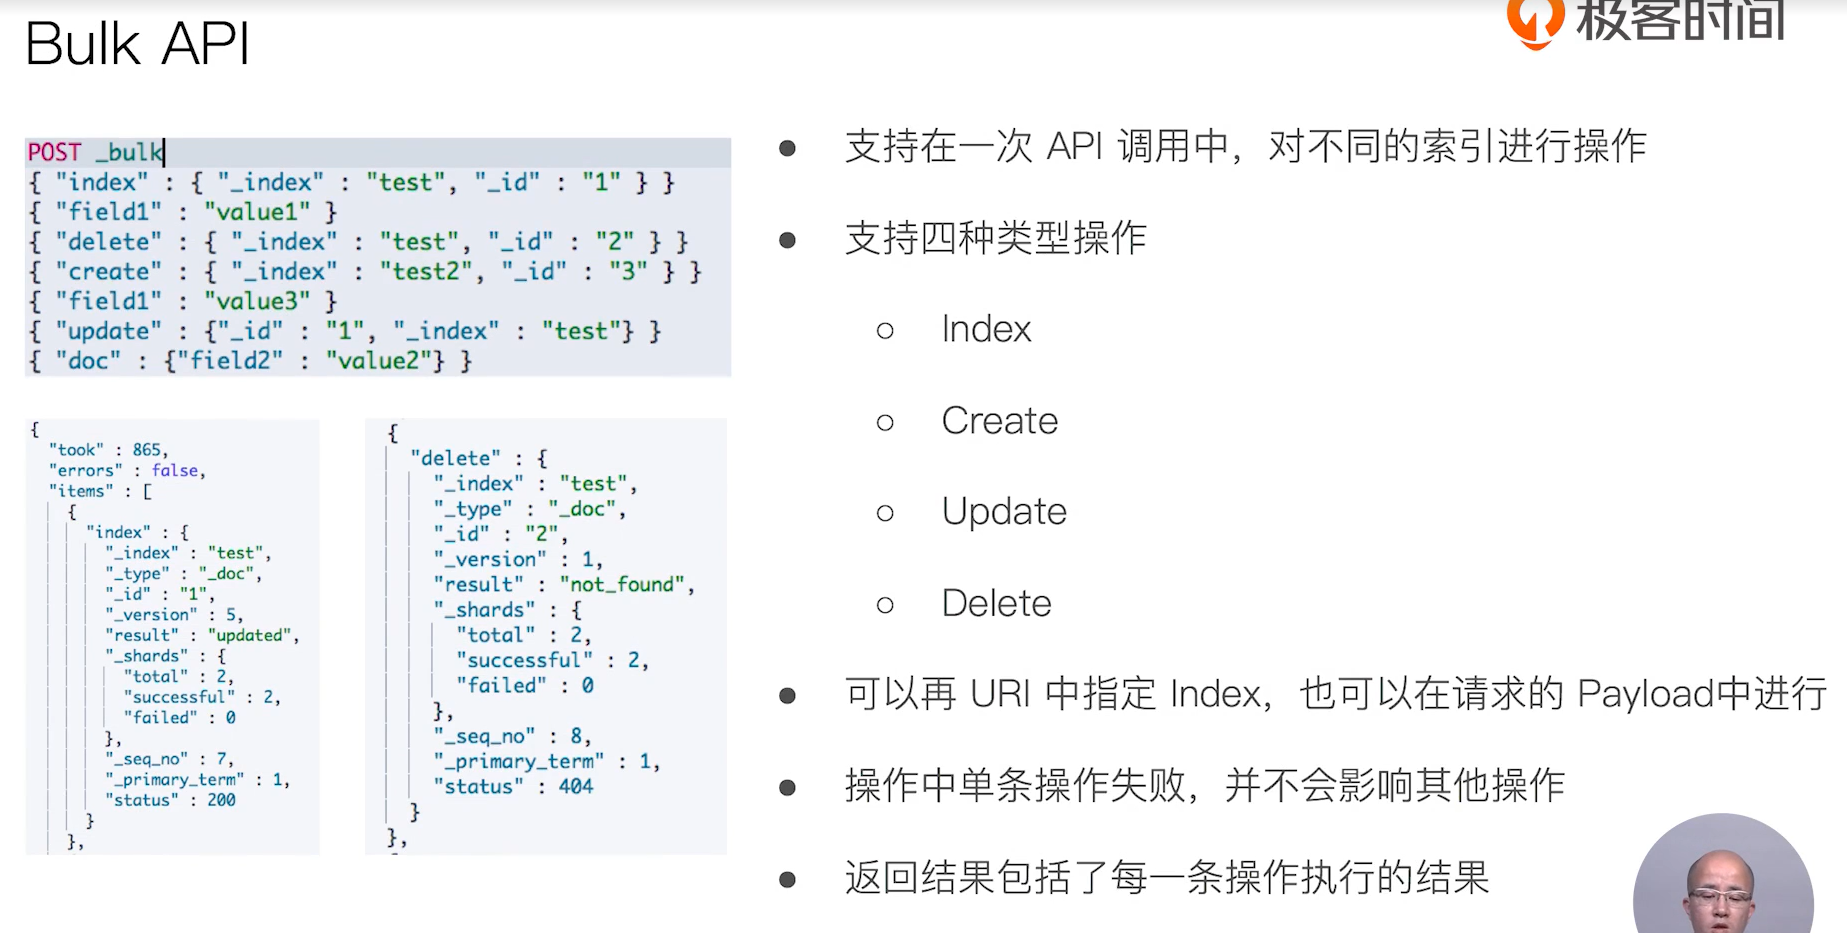 Bulk API
极客时间
POST _bulk
{ "index" : { "_index" : "test", "_id" : "1" } }
{ "field1" : "value1" }
{ "delete" : { "_index" : "test", "_id" : "2" } }
{ "create" : { "_index" : "test2", "_id" : "3" } }
{ "field1" : "value3" }
{ "update" : {"_id" : "1", "_index" : "test"} }
{ "doc" : {"field2" : "value2"} }
{
"took" : 865,
"errors" : false,
"items" : [
{
"index" : {
"_index" : "test",
"_type" : "_doc",
"_id" : "1",
"_version" : 5,
"result" : "updated",
"_shards" : {
"total" : 2,
"successful" : 2,
"failed" : 0
},
"_seq_no" : 7,
"_primary_term" : 1,
"status" : 200
}
},
{
"delete" : {
"_index" : "test",
"_type" : "_doc",
"_id" : "2",
"_version" : 1,
"result" : "not_found",
"_shards" : {
"total" : 2,
"successful" : 2,
"failed" : 0
},
"_seq_no" : 8,
"_primary_term" : 1,
"status" : 404
}
},
● 支持在一次 API 调用中，对不同的索引进行操作
● 支持四种类型操作
○ Index
○ Create
○ Update
○ Delete
● 可以再 URI 中指定 Index，也可以在请求的 Payload中进行
● 操作中单条操作失败，并不会影响其他操作
● 返回结果包括了每一条操作执行的结果